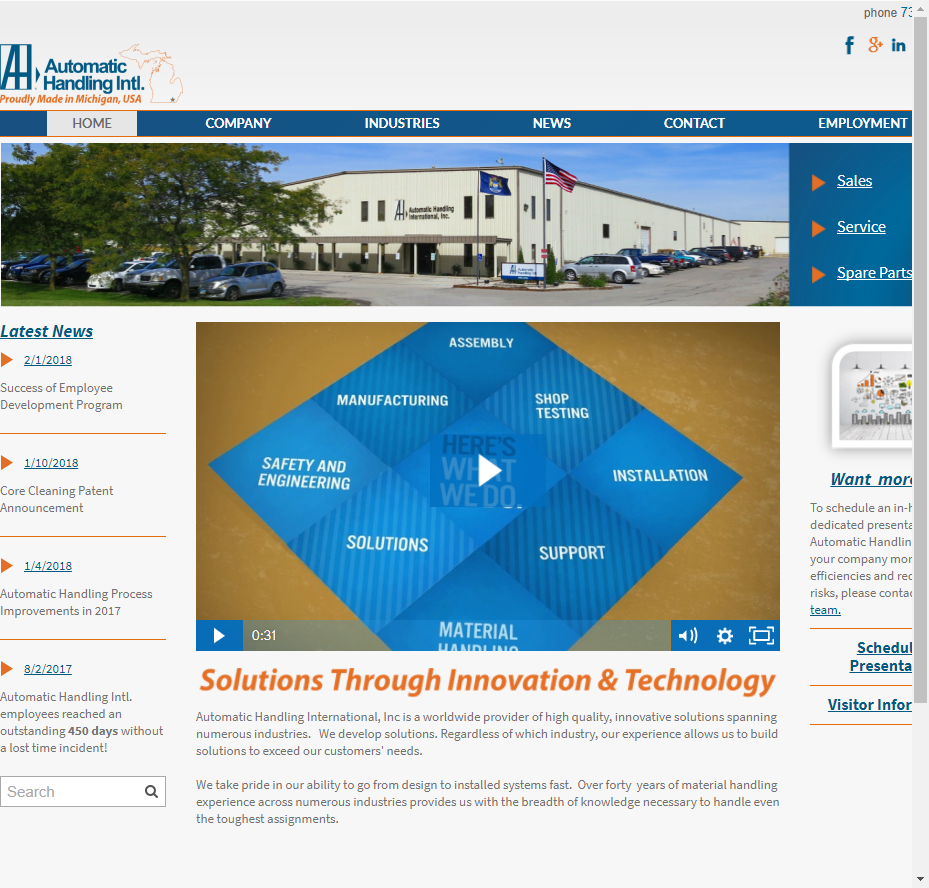 phone 73
f g+ in
AH Automatic
Handling Intl.
Proudly Made in Michigan, USA
HOME COMPANY INDUSTRIES NEWS CONTACT EMPLOYMENT
AH Automatic Handling
International, Inc.
AH Automatic
Handling Intl.
Sales
Service
Spare Parts
Latest News
2/1/2018
Success of Employee
Development Program
1/10/2018
Core Cleaning Patent
Announcement
1/4/2018
Automatic Handling Process
Improvements in 2017
8/2/2017
Automatic Handling Intl.
employees reached an
outstanding 450 days without
a lost time incident!
Search
ASSEMBLY
MANUFACTURING
SHOP
TESTING
SAFETY AND
ENGINEERING
HERE'S
WHAT
WE DO.
INSTALLATION
SOLUTIONS
SUPPORT
MATERIAL
HANDLING
0:31
Solutions Through Innovation & Technology
Automatic Handling International, Inc is a worldwide provider of high quality, innovative solutions spanning
numerous industries. We develop solutions. Regardless of which industry, our experience allows us to build
solutions to exceed our customers' needs.
We take pride in our ability to go from design to installed systems fast. Over forty years of material handling
experience across numerous industries provides us with the breadth of knowledge necessary to handle even
the toughest assignments.
Want more
To schedule an in-h
dedicated presenta
Automatic Handlin
your company mor
efficiencies and rec
risks, please contac
team.
Schedul
Presenta
Visitor Infor